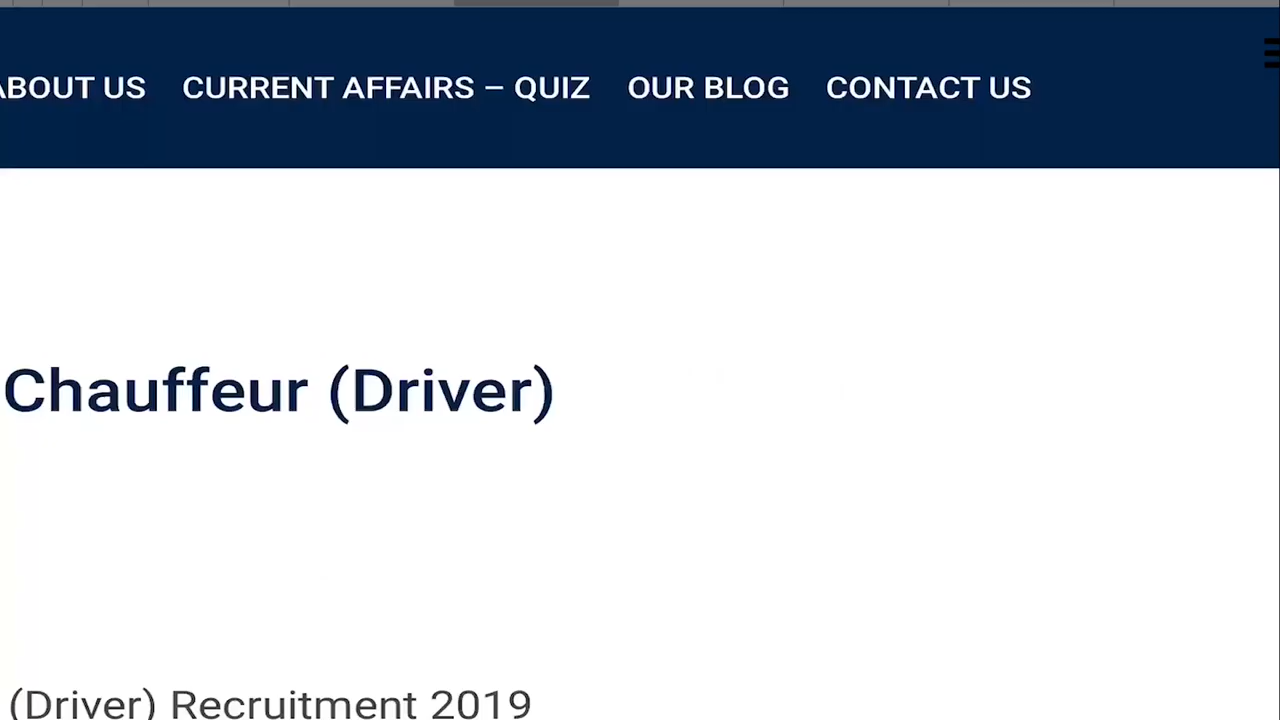 ABOUT US CURRENT AFFAIRS – QUIZ OUR BLOG CONTACT US
Chauffeur (Driver)
(Driver) Recruitment 2019